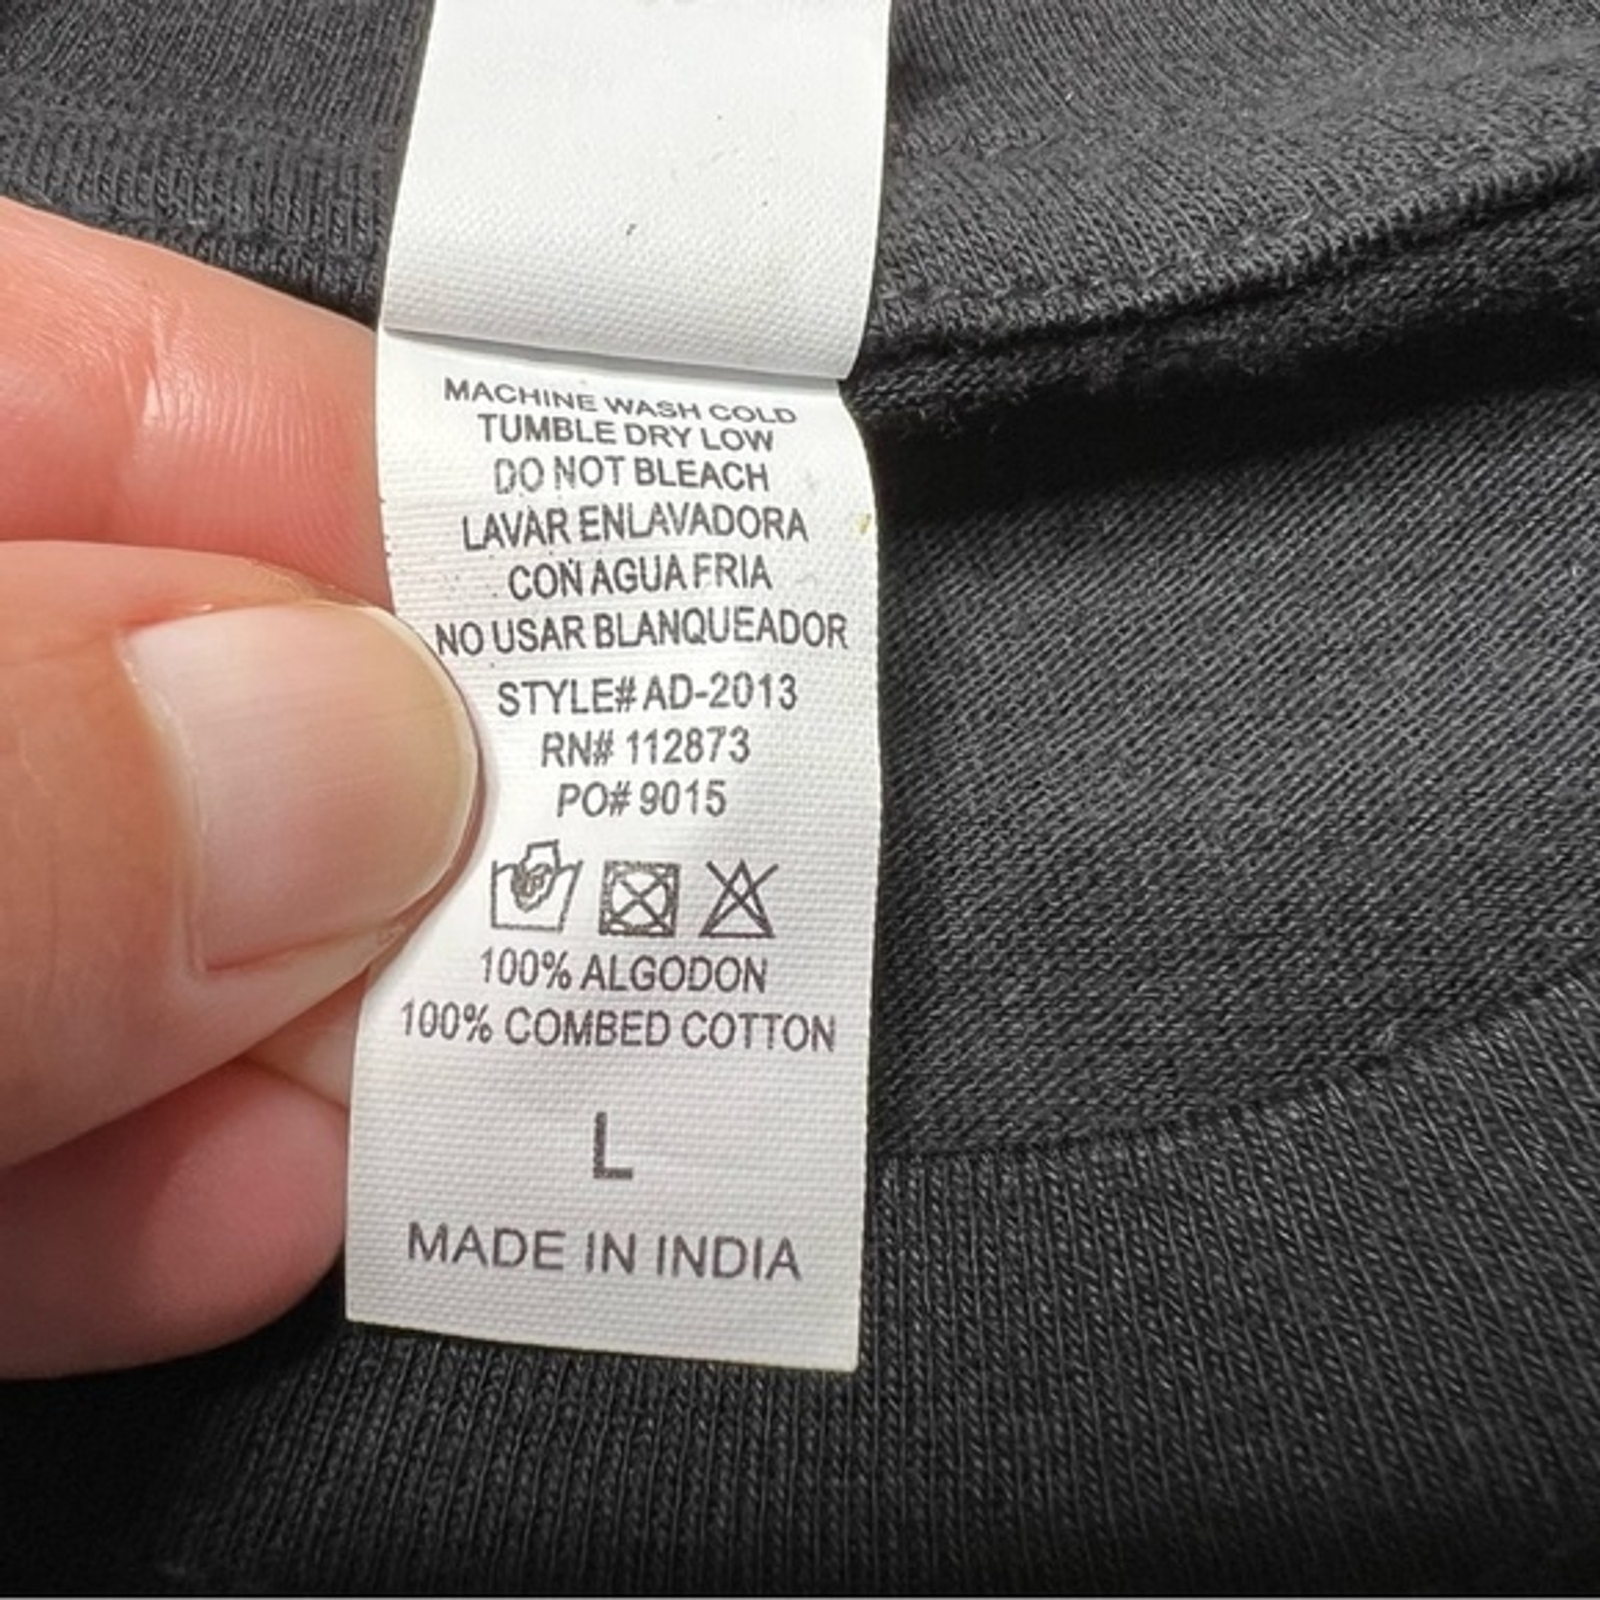 MACHINE WASH COLD
TUMBLE DRY LOW
DO NOT BLEACH
LAVAR ENLAVADORA
CON AGUA FRIA
NO USAR BLANQUEADOR
STYLE# AD-2013
RN# 112873
PO# 9015
100% ALGODON
100% COMBED COTTON
L
MADE IN INDIA